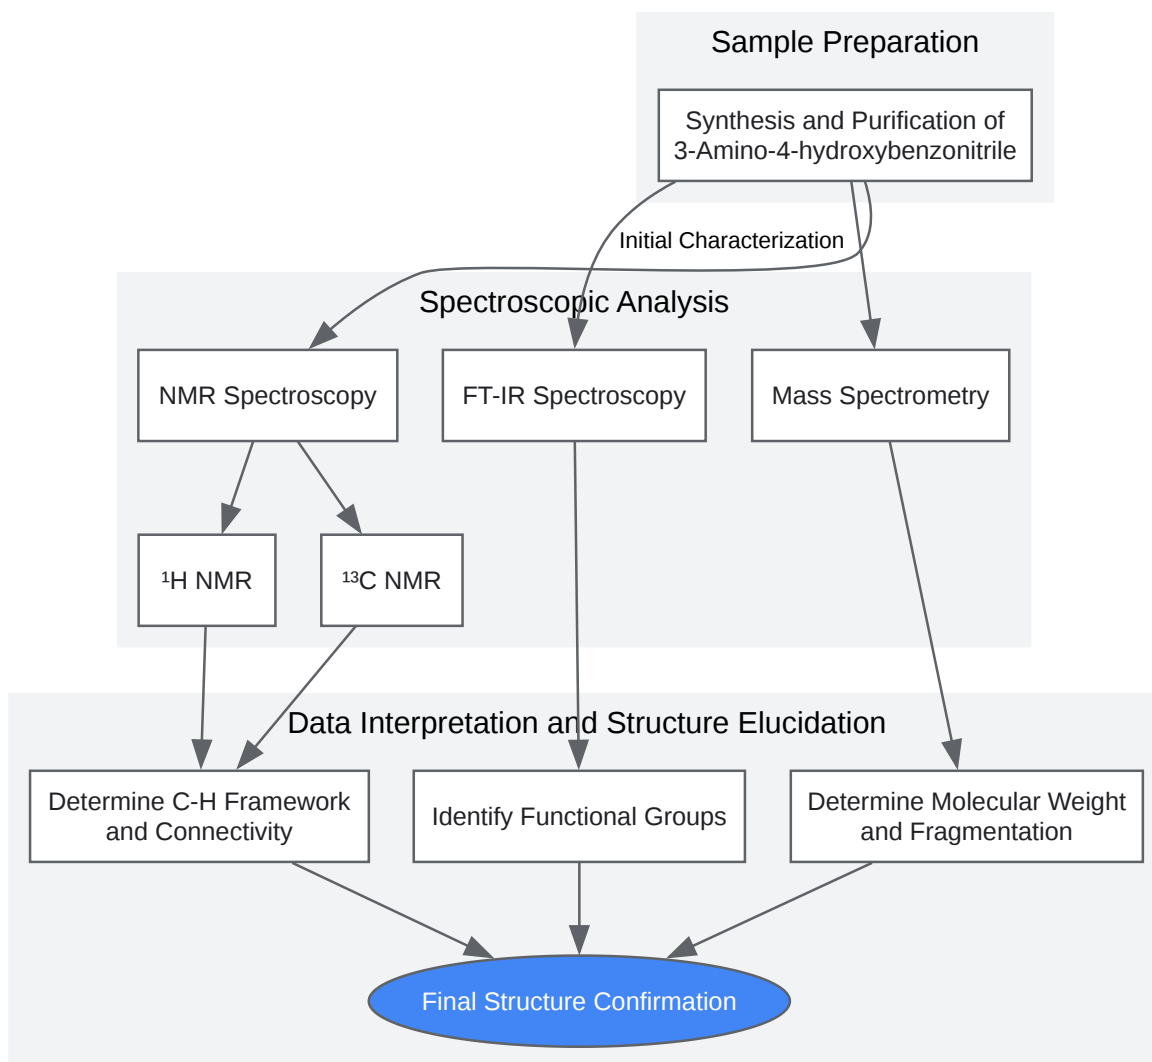 Sample Preparation
Synthesis and Purification of
3-Amino-4-hydroxybenzonitrile
Initial Characterization
Spectroscopic Analysis
NMR Spectroscopy
FT-IR Spectroscopy
Mass Spectrometry
¹H NMR
¹³C NMR
Data Interpretation and Structure Elucidation
Determine C-H Framework
and Connectivity
Identify Functional Groups
Determine Molecular Weight
and Fragmentation
Final Structure Confirmation